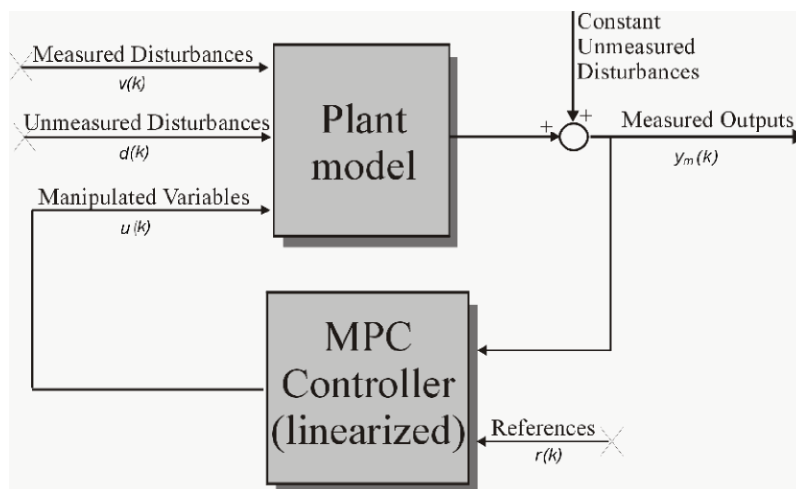 Constant
Unmeasured
Disturbances
Measured Disturbances
v(k)
Unmeasured Disturbances
d(k)
Manipulated Variables
u(k)
Plant
model
+
+
Measured Outputs
yₘ(k)
MPC
Controller
(linearized)
References
r(k)